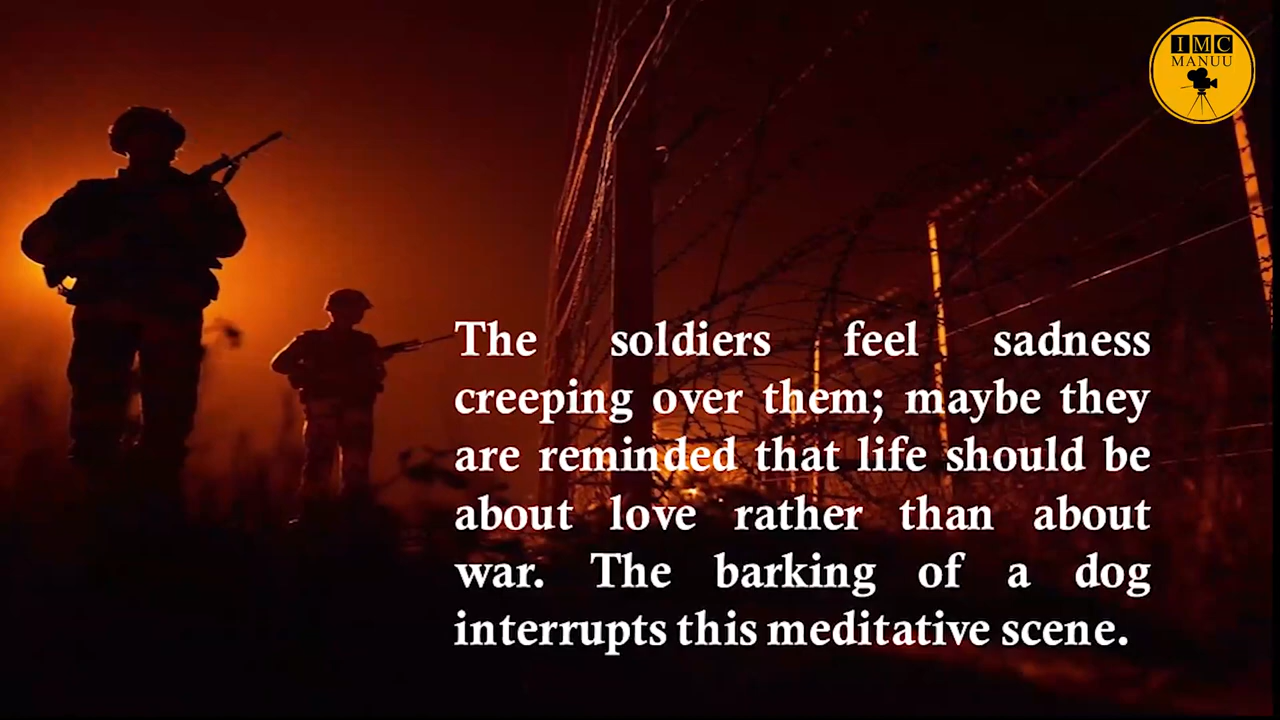 IMC
MANUU
The soldiers feel sadness
creeping over them; maybe they
are reminded that life should be
about love rather than about
war. The barking of a dog
interrupts this meditative scene.